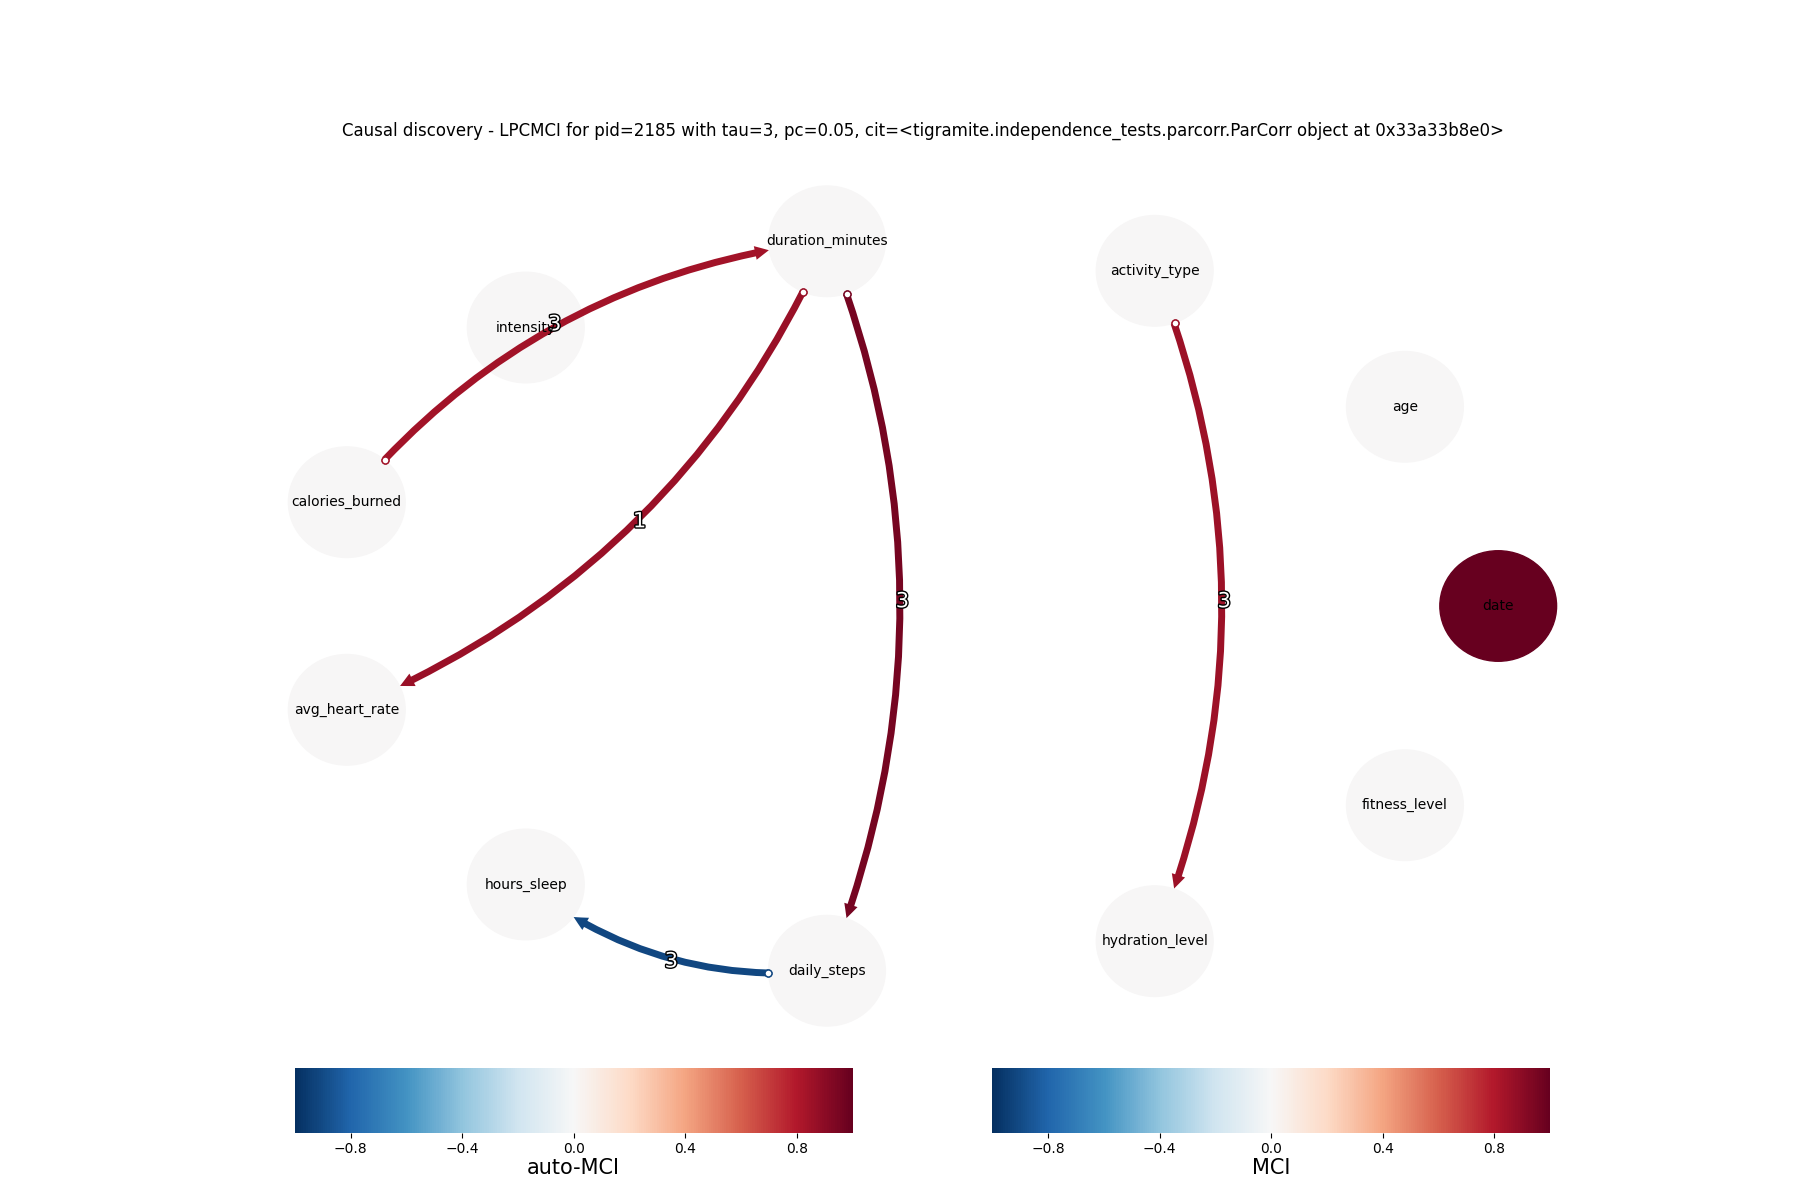 Causal discovery - LPCMCI for pid=2185 with tau=3, pc=0.05, cit=<tigramite.independence_tests.parcorr.ParCorr object at 0x33a33b8e0>
duration_minutes
activity_type
intensity
3
age
calories_burned
1
3
3
date
avg_heart_rate
fitness_level
hours_sleep
hydration_level
3
daily_steps
−0.8 −0.4 0.0 0.4 0.8
auto-MCI
−0.8 −0.4 0.0 0.4 0.8
MCI